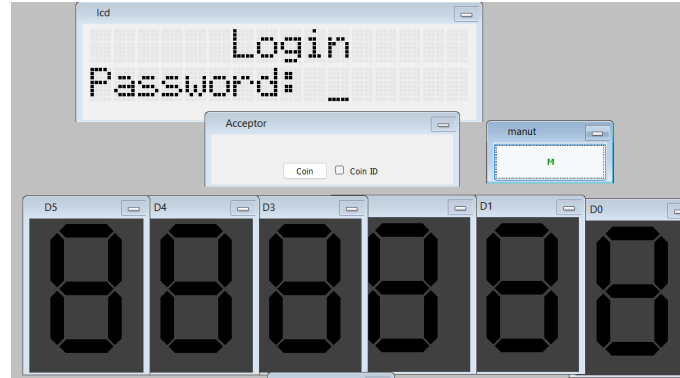 lcd
Login
Password: _
Acceptor
Coin
Coin ID
manut
M
D5
D4
D3
D1
D0